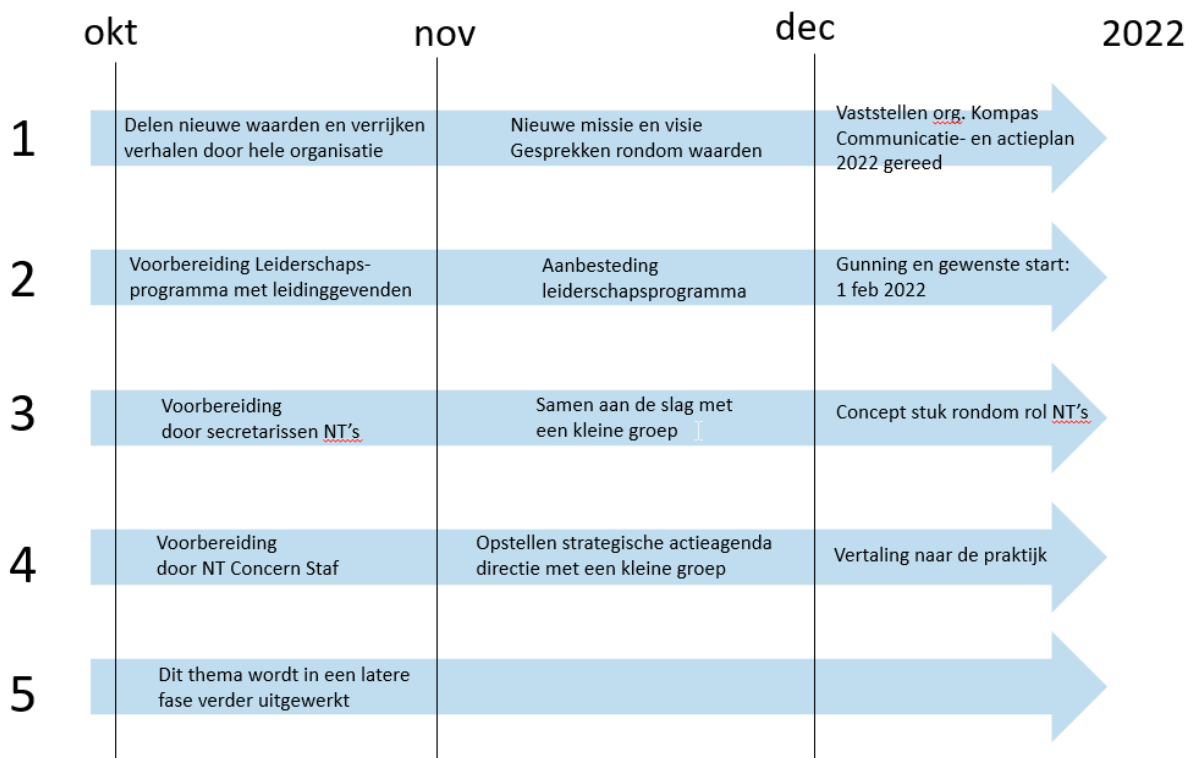 okt
nov
dec
2022
1
Delen nieuwe waarden en verrijken
verhalen door hele organisatie
Nieuwe missie en visie
Gesprekken rondom waarden
Vaststellen org. Kompas
Communicatie- en actieplan
2022 gereed
2
Voorbereiding Leiderschaps-
programma met leidinggevenden
Aanbesteding
leiderschapsprogramma
Gunning en gewenste start:
1 feb 2022
3
Voorbereiding
door secretarissen NT’s
Samen aan de slag met
een kleine groep
Concept stuk rondom rol NT’s
4
Voorbereiding
door NT Concern Staf
Opstellen strategische actieagenda
directie met een kleine groep
Vertaling naar de praktijk
5
Dit thema wordt in een latere
fase verder uitgewerkt